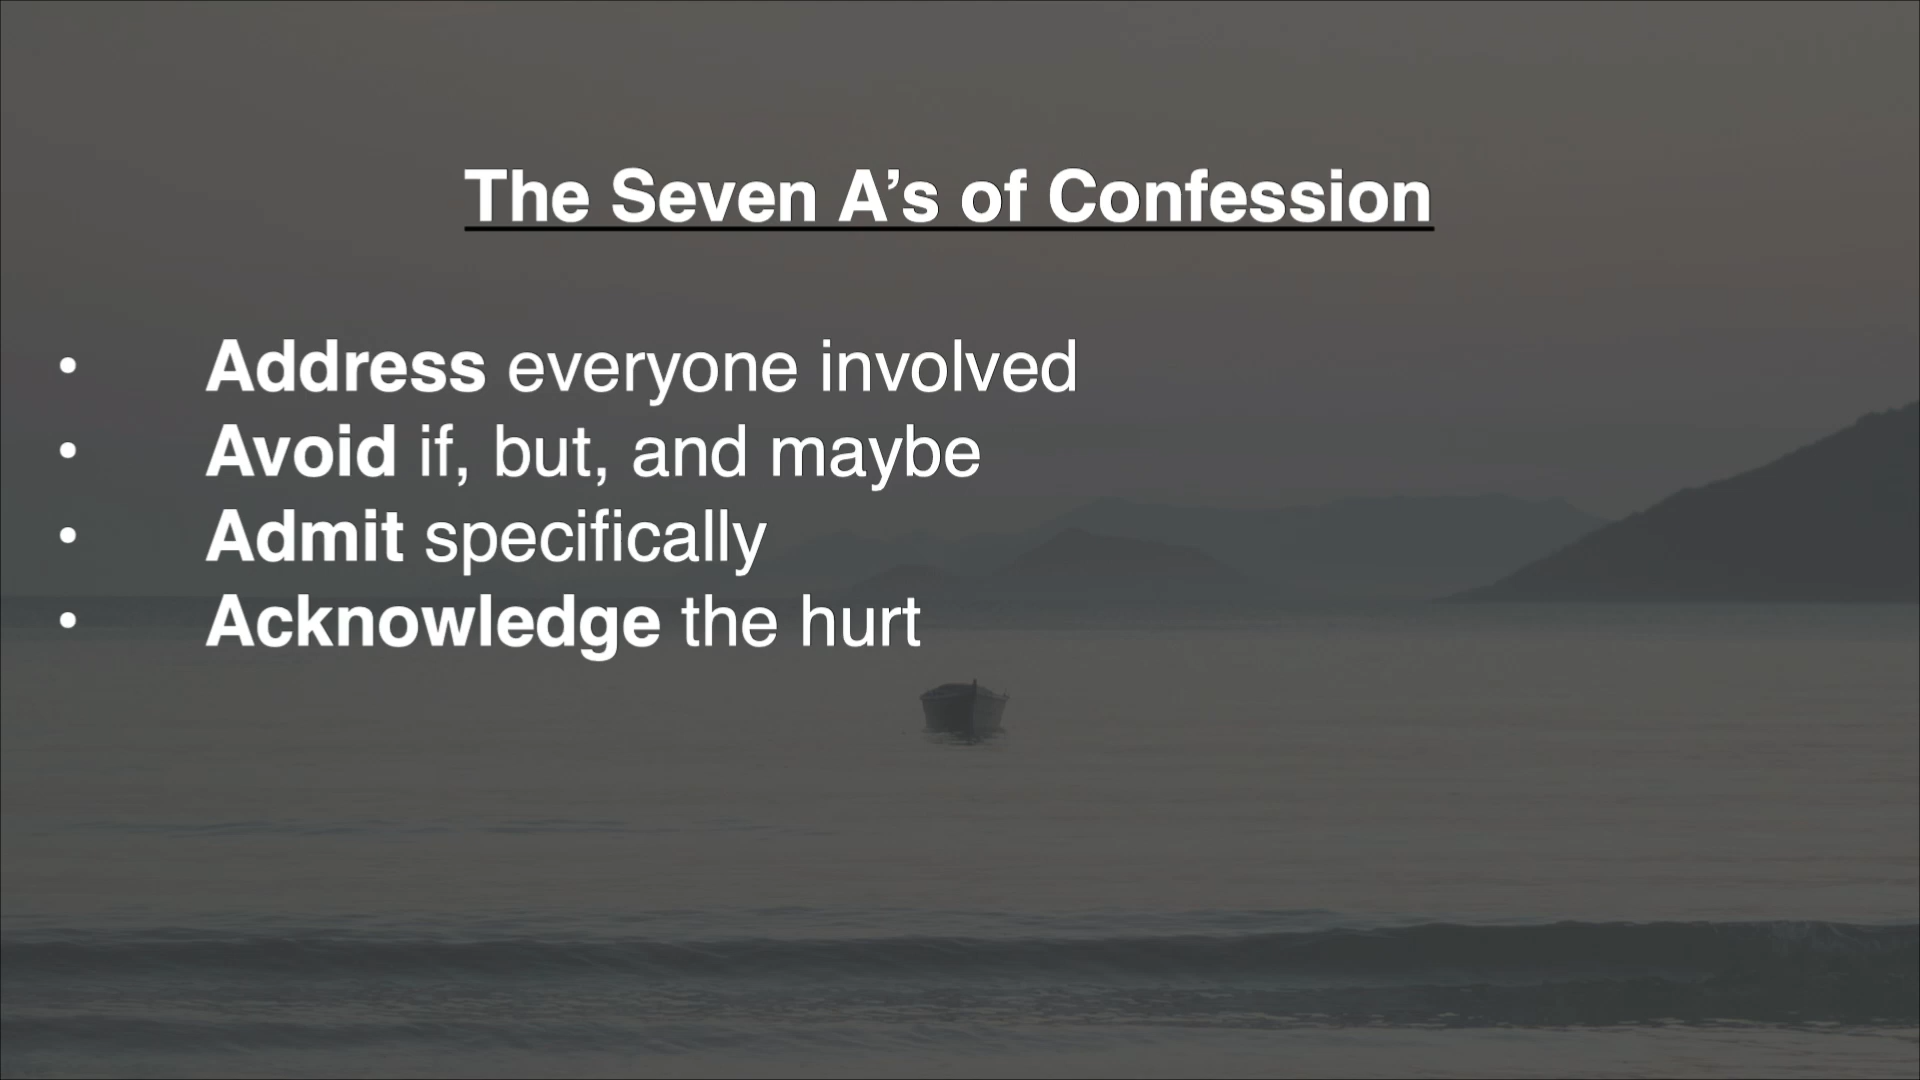 The Seven A’s of Confession
• Address everyone involved
• Avoid if, but, and maybe
• Admit specifically
• Acknowledge the hurt